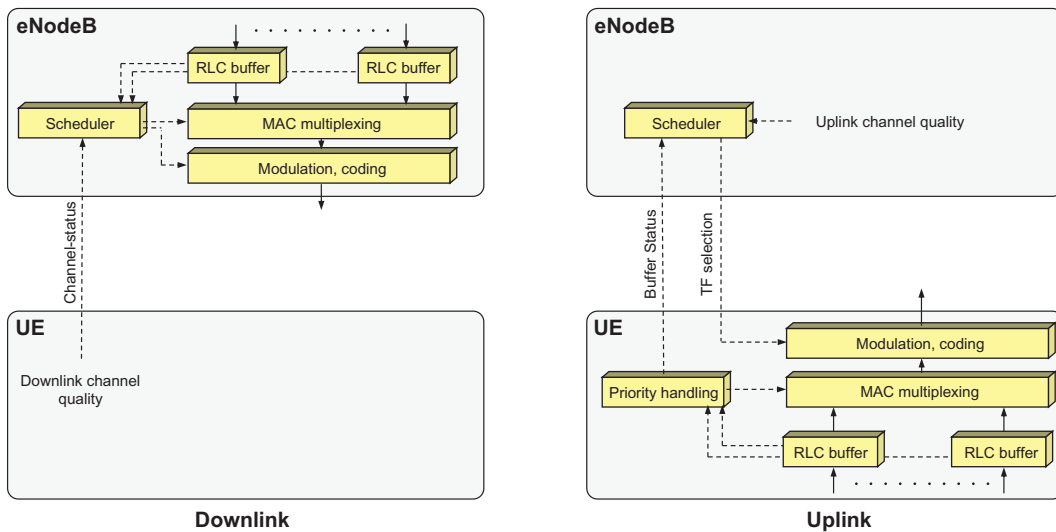 eNodeB
RLC buffer
RLC buffer
Scheduler
MAC multiplexing
Modulation, coding
Channel-status
UE
Downlink channel
quality
Downlink
eNodeB
Scheduler
Uplink channel quality
Buffer Status
TF selection
UE
Modulation, coding
Priority handling
MAC multiplexing
RLC buffer
RLC buffer
Uplink